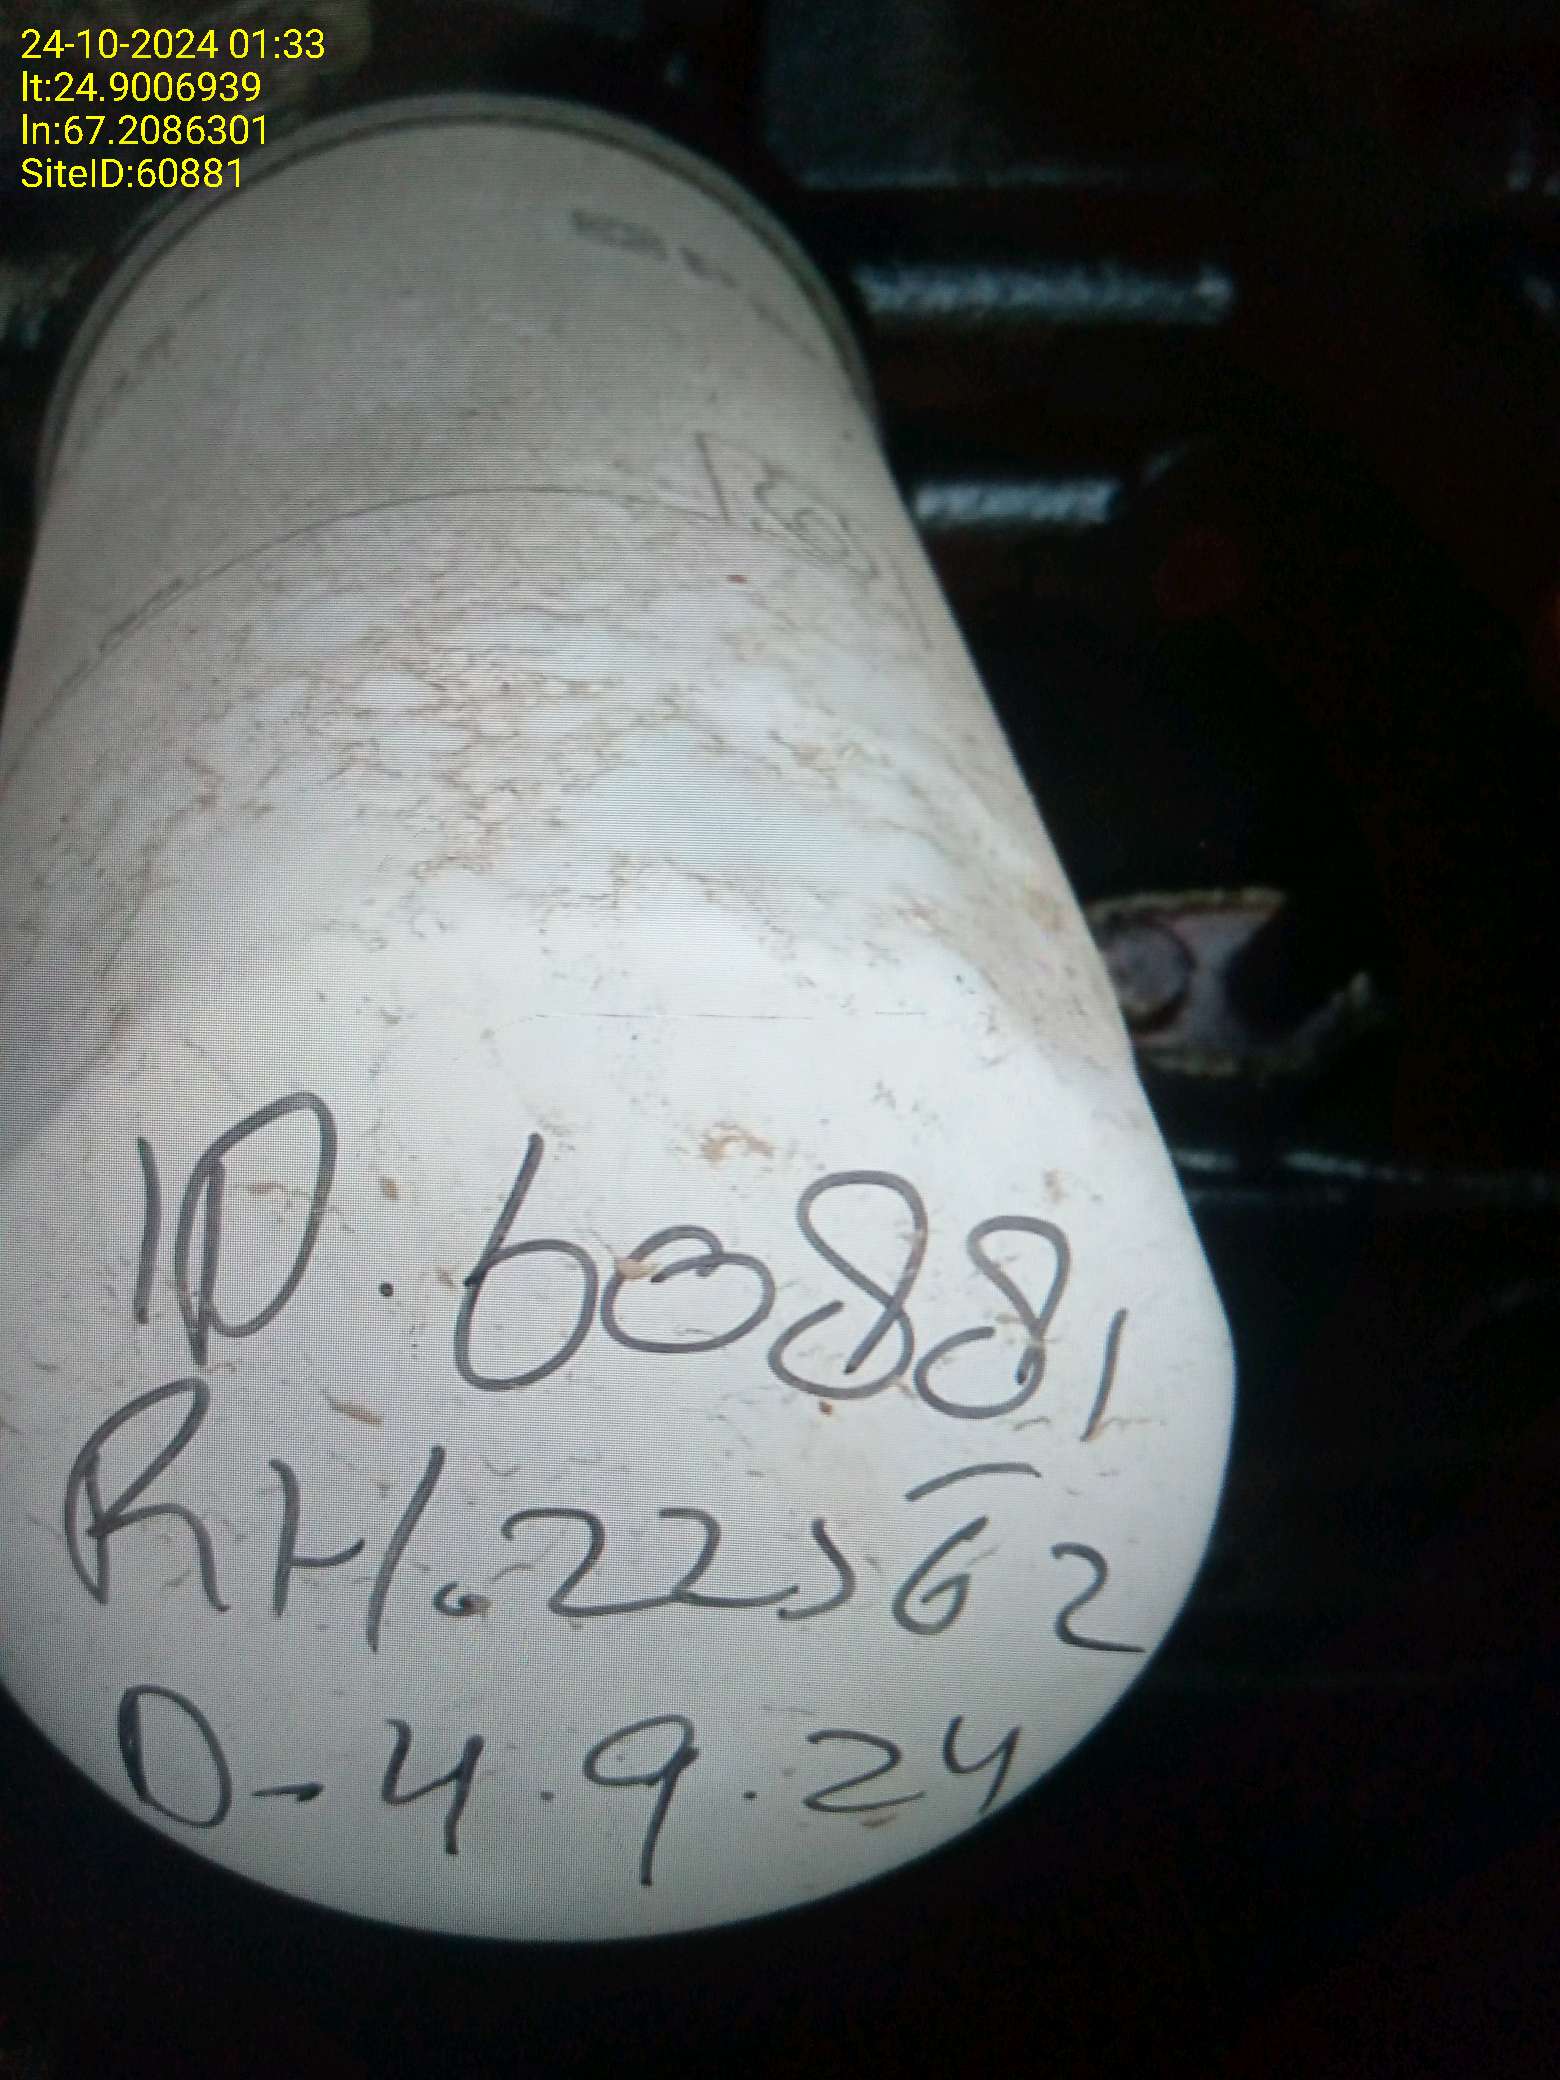 24-10-2024 01:33
lt:24.9006939
ln:67.2086301
SiteID:60881
ID.60881
RH.22562
D-4.9.24